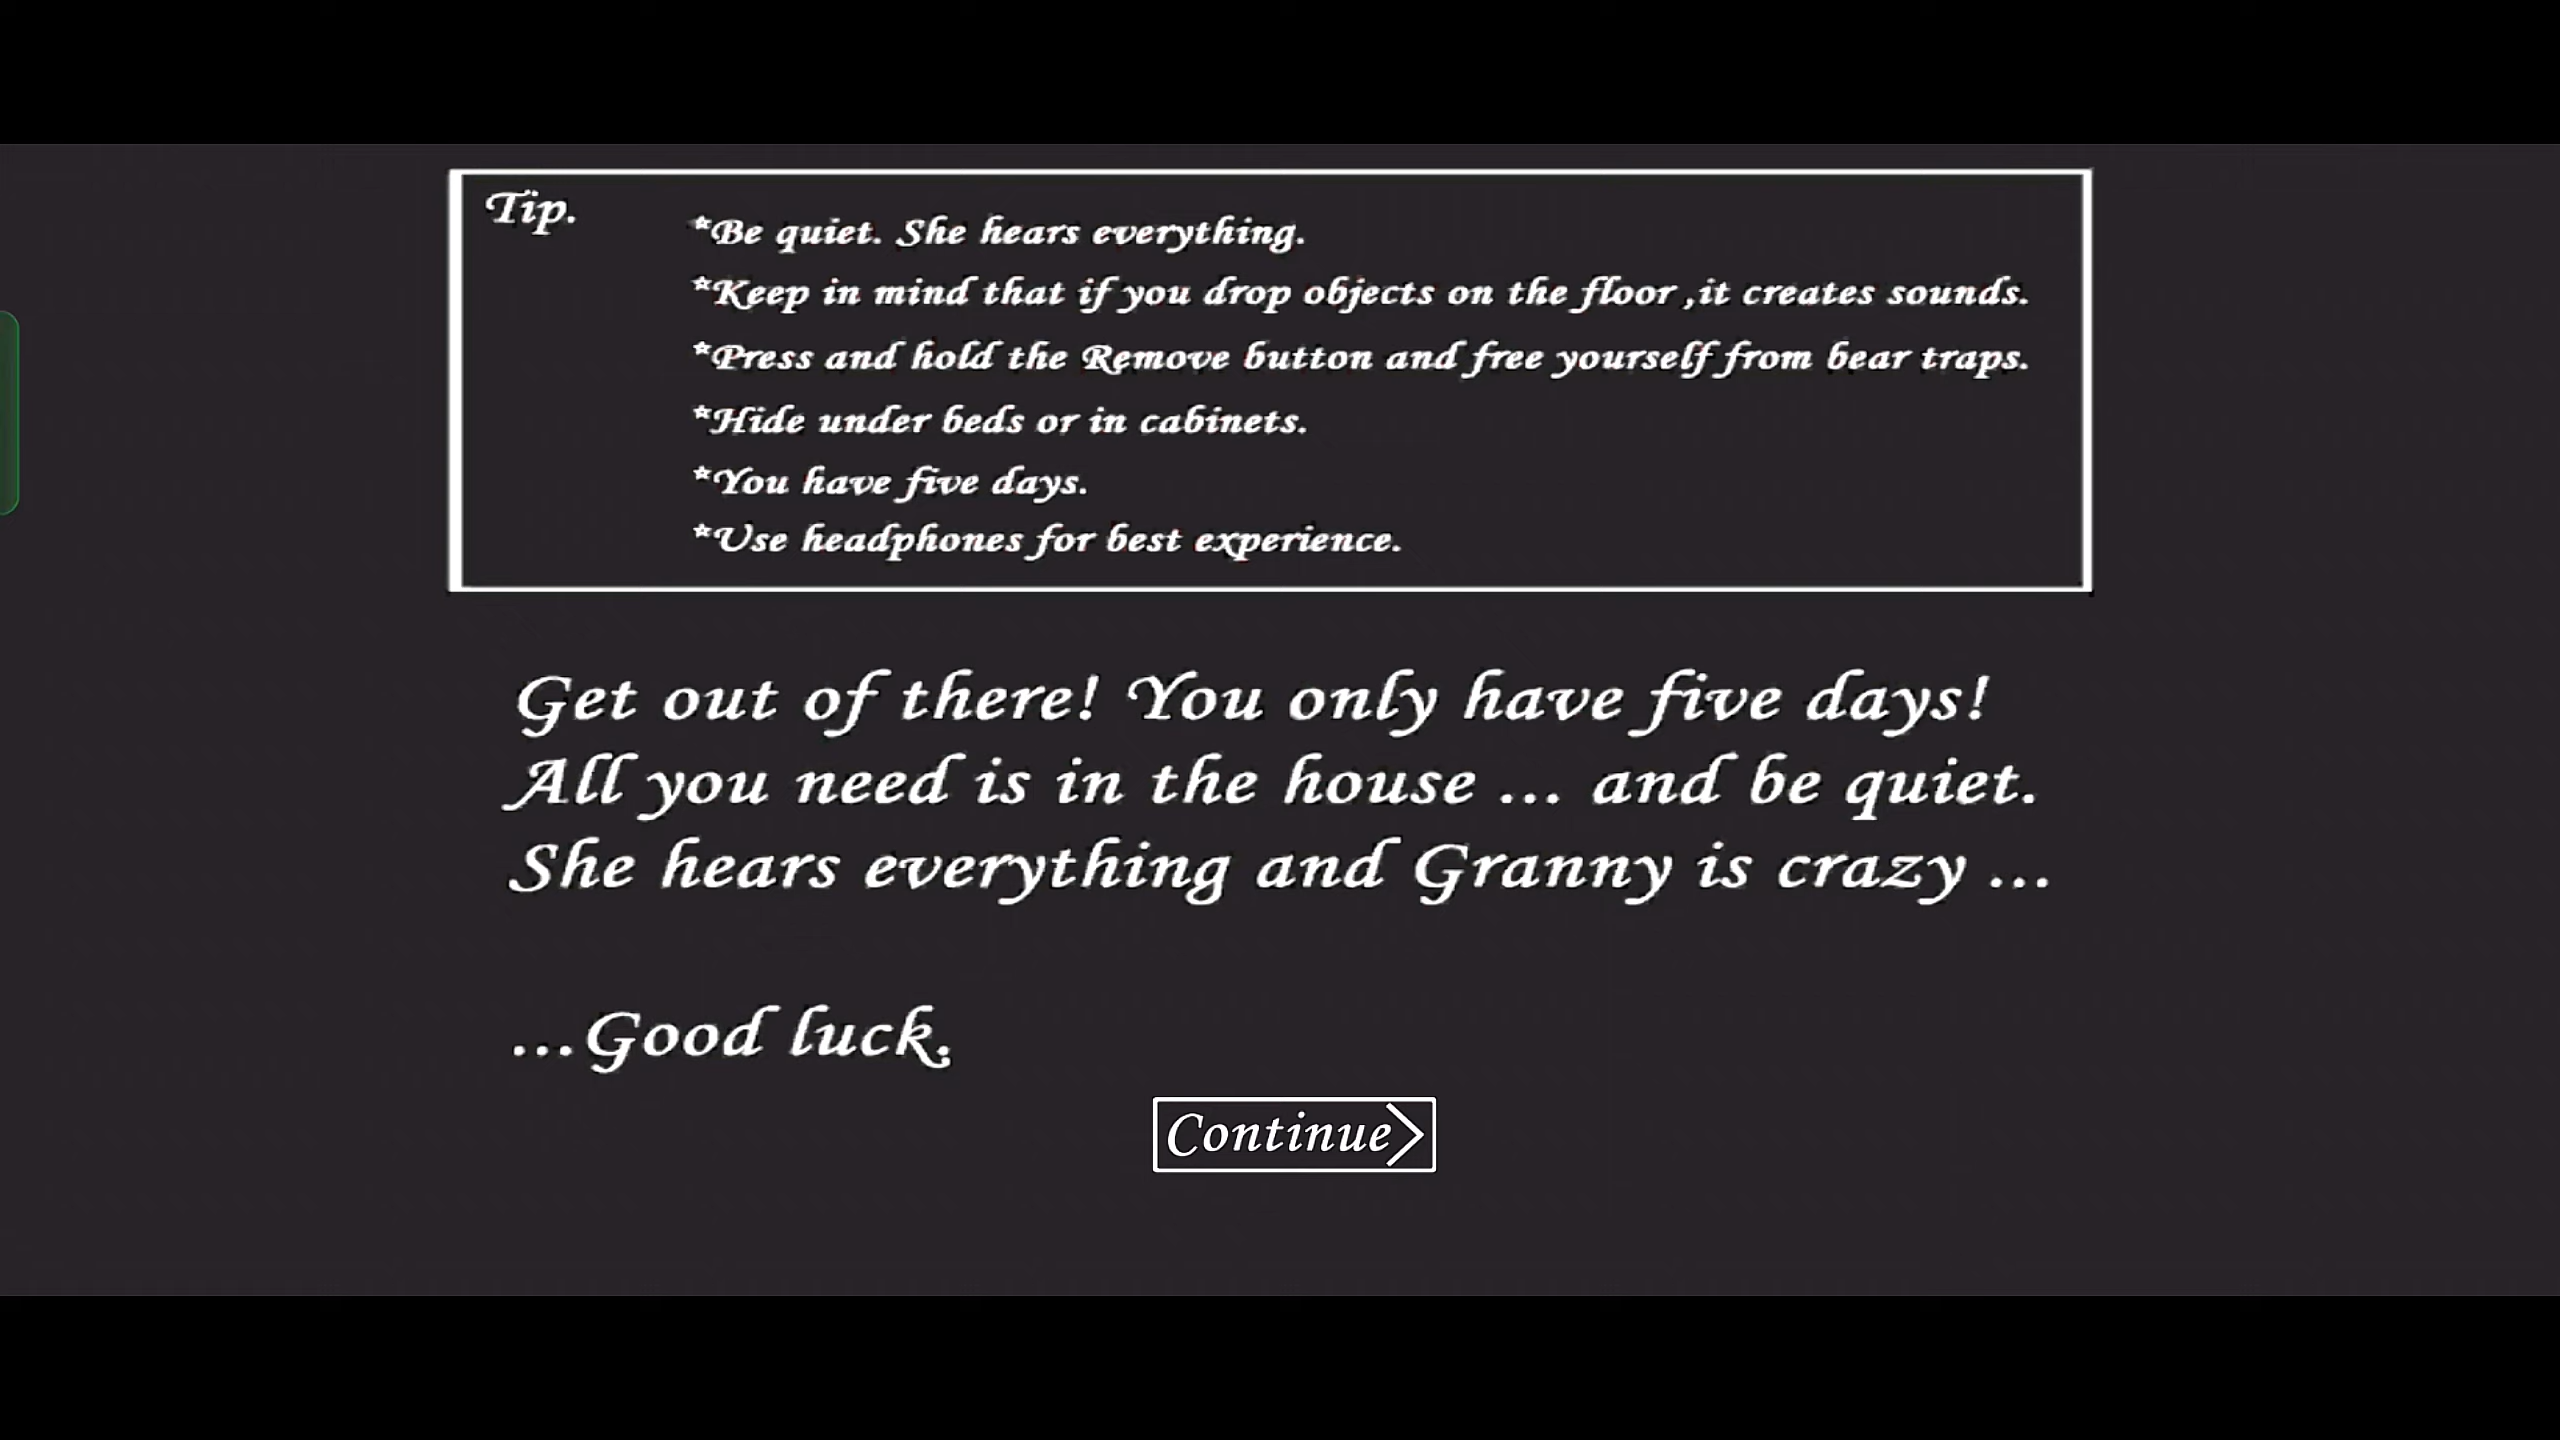 Tip.
*Be quiet. She hears everything.
*Keep in mind that if you drop objects on the floor ,it creates sounds.
*Press and hold the Remove button and free yourself from bear traps.
*Hide under beds or in cabinets.
*You have five days.
*Use headphones for best experience.
Get out of there! You only have five days!
All you need is in the house ... and be quiet.
She hears everything and Granny is crazy ...
...Good luck.
Continue>